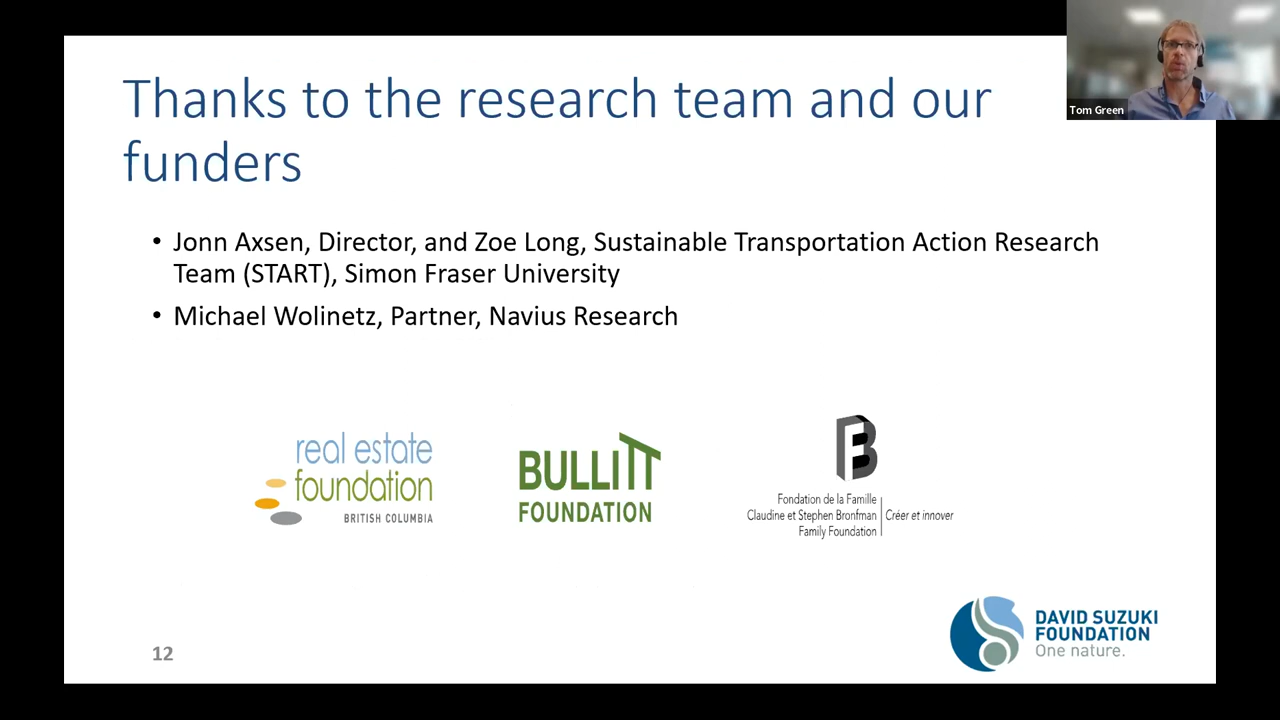 Thanks to the research team and our
funders
Tom Green
• Jonn Axsen, Director, and Zoe Long, Sustainable Transportation Action Research
Team (START), Simon Fraser University
• Michael Wolinetz, Partner, Navius Research
real estate
foundation
BRITISH COLUMBIA
BULLITT
FOUNDATION
FB
Fondation de la Famille
Claudine et Stephen Bronfman
Family Foundation
Créer et innover
DAVID SUZUKI
FOUNDATION
One nature.
12